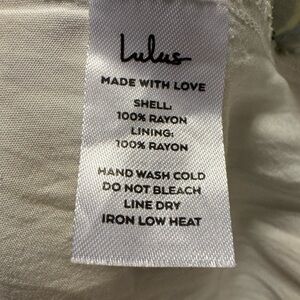 Lulus
MADE WITH LOVE
SHELL:
100% RAYON
LINING:
100% RAYON
HAND WASH COLD
DO NOT BLEACH
LINE DRY
IRON LOW HEAT